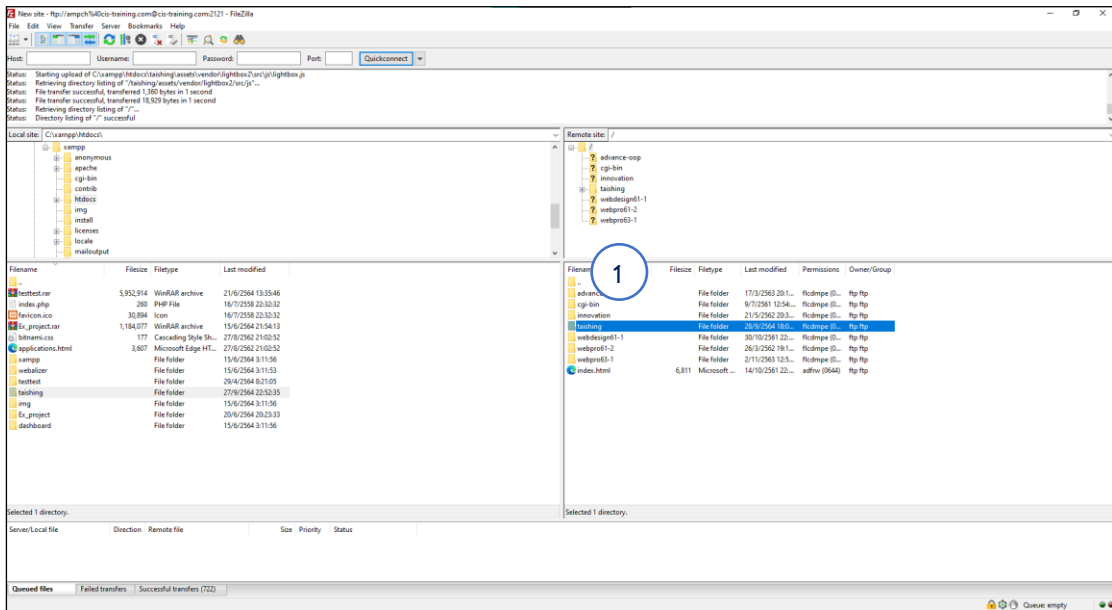 New site - ftp://ampch%40cis-training.com@cis-training.com:2121 - FileZilla
File Edit View Transfer Server Bookmarks Help
Host: Username: Password: Port: Quickconnect
Status: Starting upload of C:\xampp\htdocs\taishing\assets\vendor\lightbox2\src\js\lightbox.js
Status: Retrieving directory listing of "/taishing/assets/vendor/lightbox2/src/js"...
Status: File transfer successful, transferred 1,360 bytes in 1 second
Status: File transfer successful, transferred 18,929 bytes in 1 second
Status: Retrieving directory listing of "/"...
Status: Directory listing of "/" successful
Local site: C:\xampp\htdocs\
xampp
anonymous
apache
cgi-bin
contrib
htdocs
img
install
licenses
locale
mailoutput
Remote site: /
/
advance-oop
cgi-bin
innovation
taishing
webdesign61-1
webpro61-2
webpro63-1
Filename Filesize Filetype Last modified
..
testtest.rar 5,952,914 WinRAR archive 21/6/2564 13:35:46
index.php 260 PHP File 16/7/2558 22:32:32
favicon.ico 30,894 Icon 16/7/2558 22:32:32
Ex_project.rar 1,184,077 WinRAR archive 15/6/2564 21:54:13
bitnami.css 177 Cascading Style Sh... 27/8/2562 21:02:52
applications.html 3,607 Microsoft Edge HT... 27/8/2562 21:02:52
xampp File folder 15/6/2564 3:11:56
webalizer File folder 15/6/2564 3:11:53
testtest File folder 29/4/2564 8:21:05
taishing File folder 27/9/2564 22:52:35
img File folder 15/6/2564 3:11:56
Ex_project File folder 20/6/2564 20:23:33
dashboard File folder 15/6/2564 3:11:56
Selected 1 directory.
1
Filesize Filetype Last modified Permissions Owner/Group
..
File folder 17/3/2563 20:1... flcdmpe (0... ftp ftp
cgi-bin File folder 9/7/2561 12:54:... flcdmpe (0... ftp ftp
innovation File folder 21/5/2562 20:3... flcdmpe (0... ftp ftp
taishing File folder 28/9/2564 18:0... flcdmpe (0... ftp ftp
webdesign61-1 File folder 30/10/2561 22:... flcdmpe (0... ftp ftp
webpro61-2 File folder 26/3/2562 19:1... flcdmpe (0... ftp ftp
webpro63-1 File folder 2/11/2563 12:5... flcdmpe (0... ftp ftp
index.html 6,811 Microsoft ... 14/10/2561 22:... adfrw (0644) ftp ftp
Selected 1 directory.
Server/Local file Direction Remote file Size Priority Status
Queued files Failed transfers Successful transfers (722)
Queue: empty